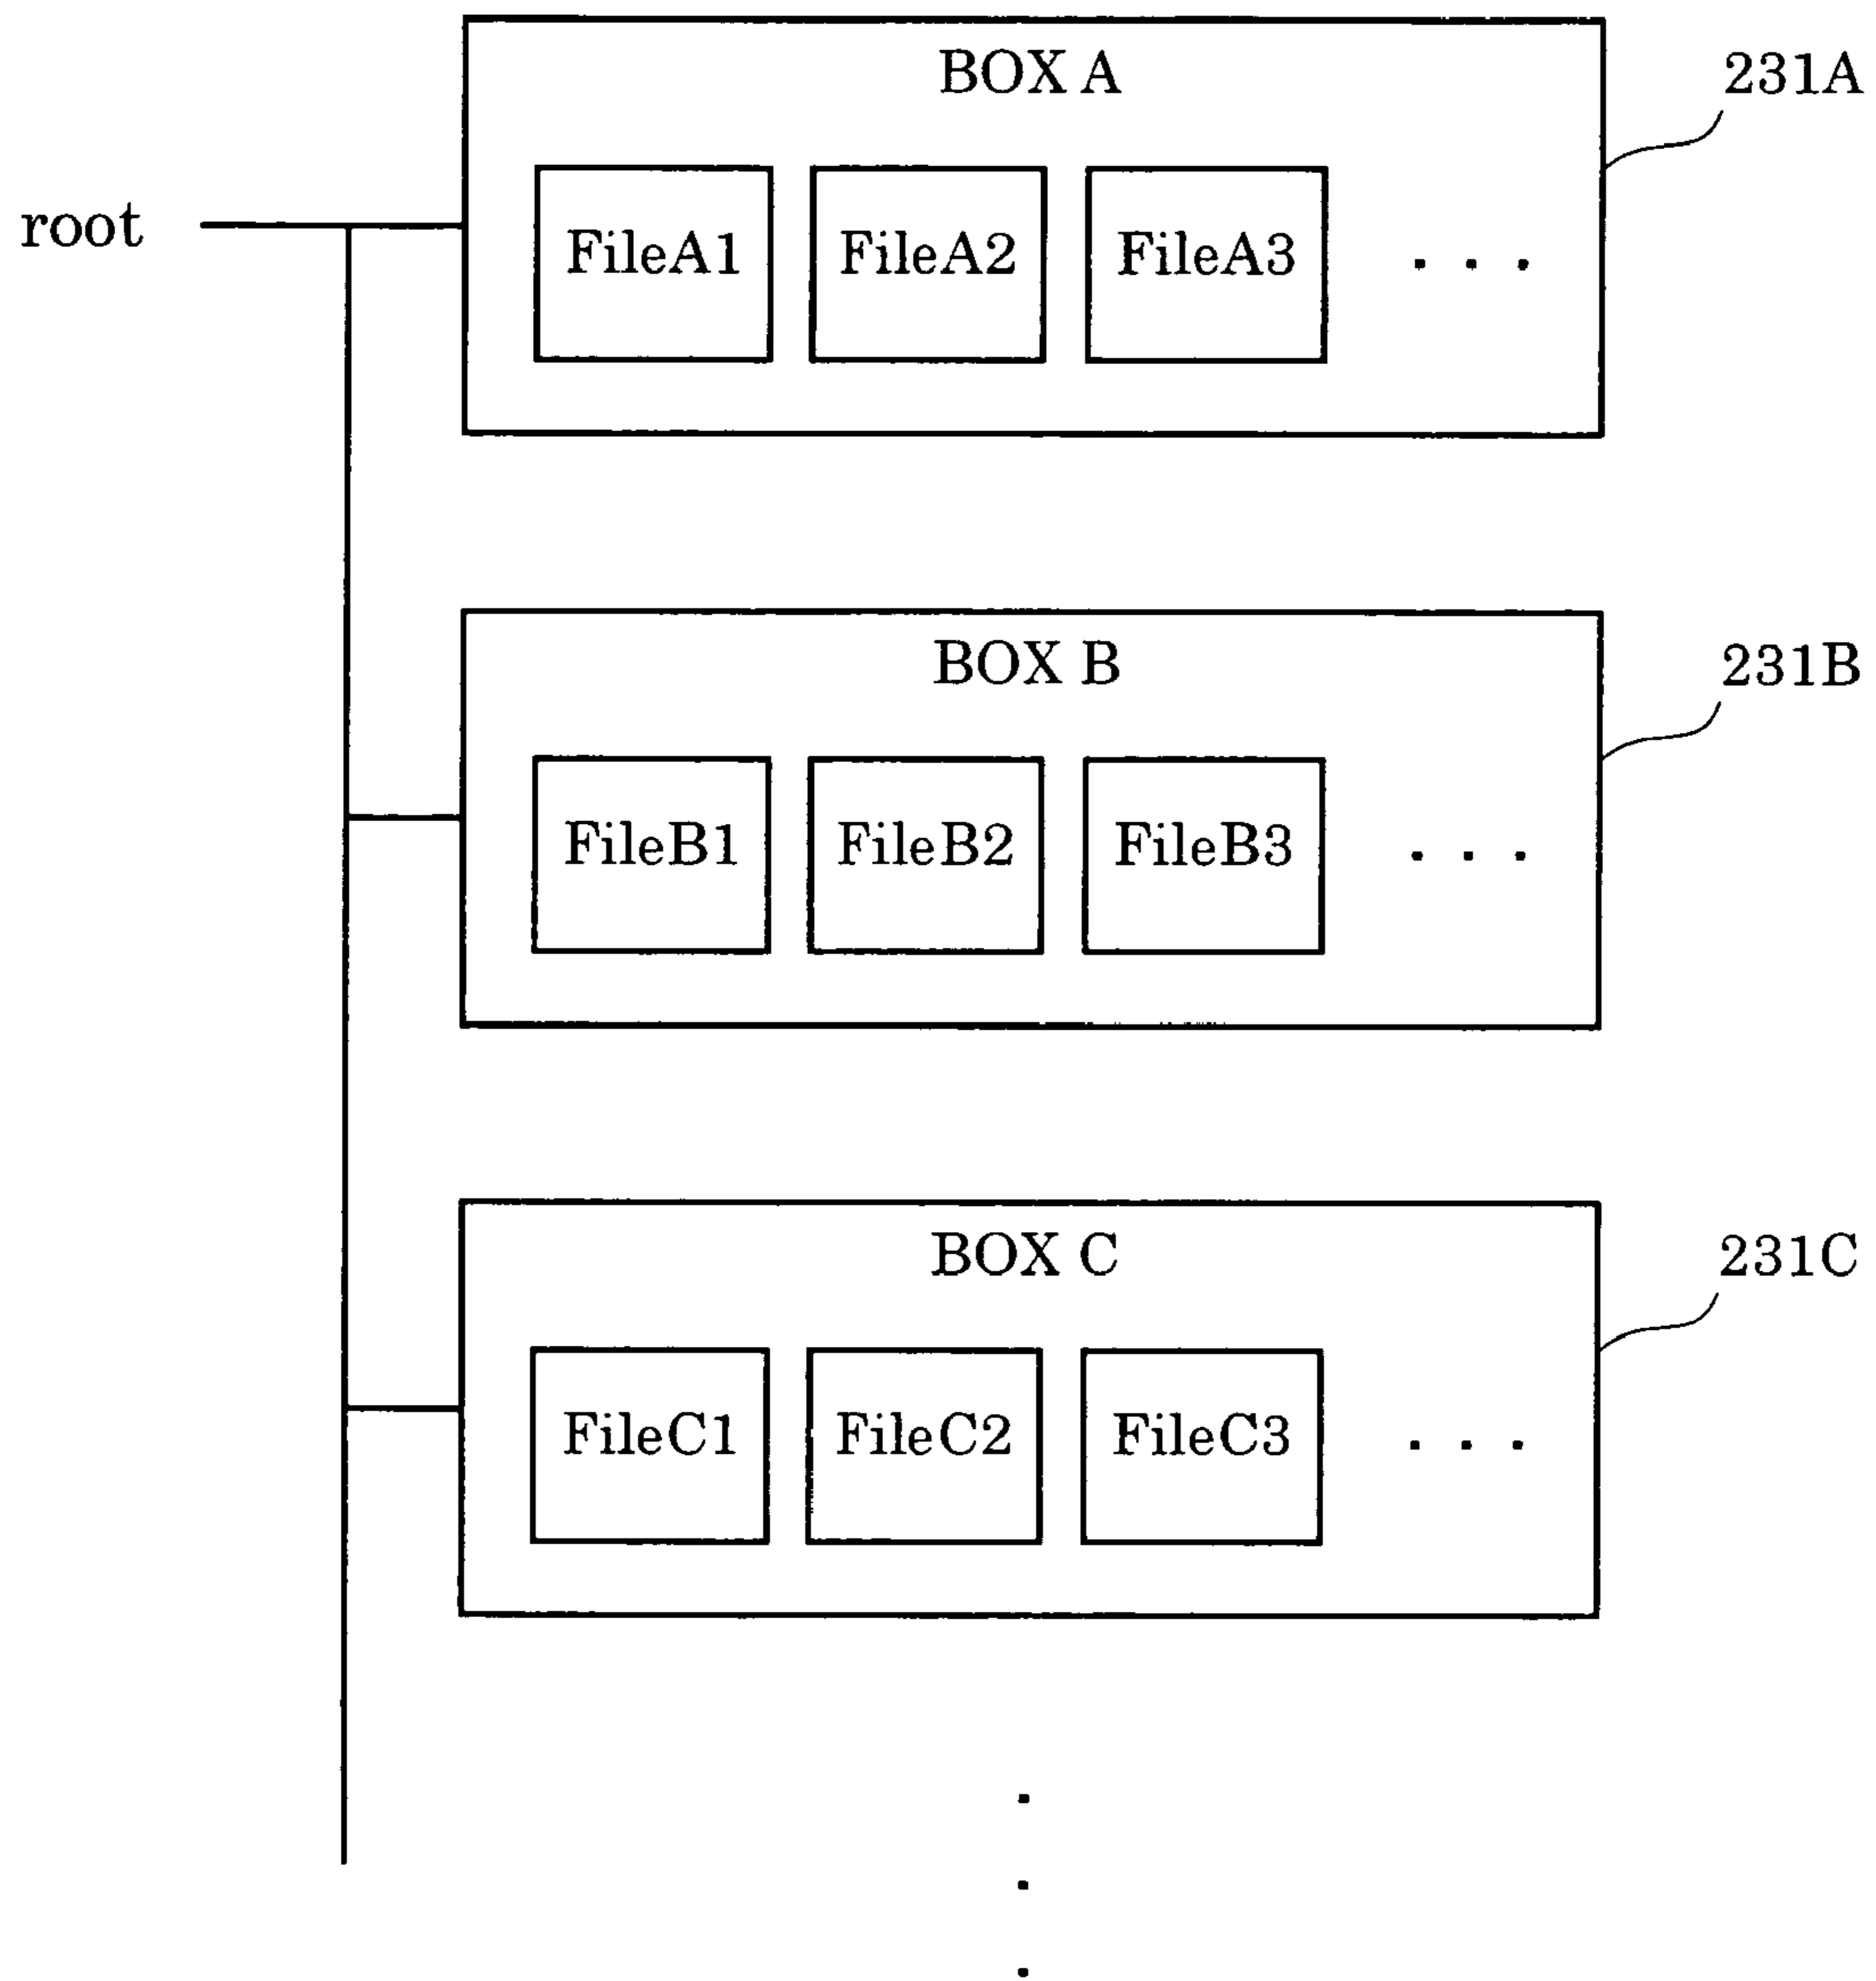 BOX A
231A
root
FileA1 FileA2 FileA3 . . .
BOX B
231B
FileB1 FileB2 FileB3 . . .
BOX C
231C
FileC1 FileC2 FileC3 . . .
.
.
.